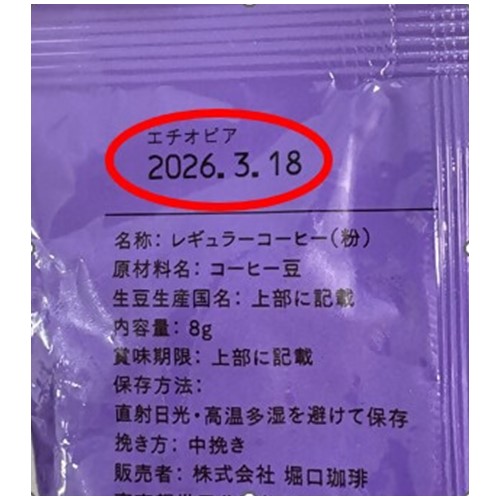 エチオピア
2026.3.18
名称：レギュラーコーヒー（粉）
原材料名：コーヒー豆
生豆生産国名：上部に記載
内容量：8g
賞味期限：上部に記載
保存方法：
直射日光・高温多湿を避けて保存
挽き方：中挽き
販売者：株式会社 堀口珈琲